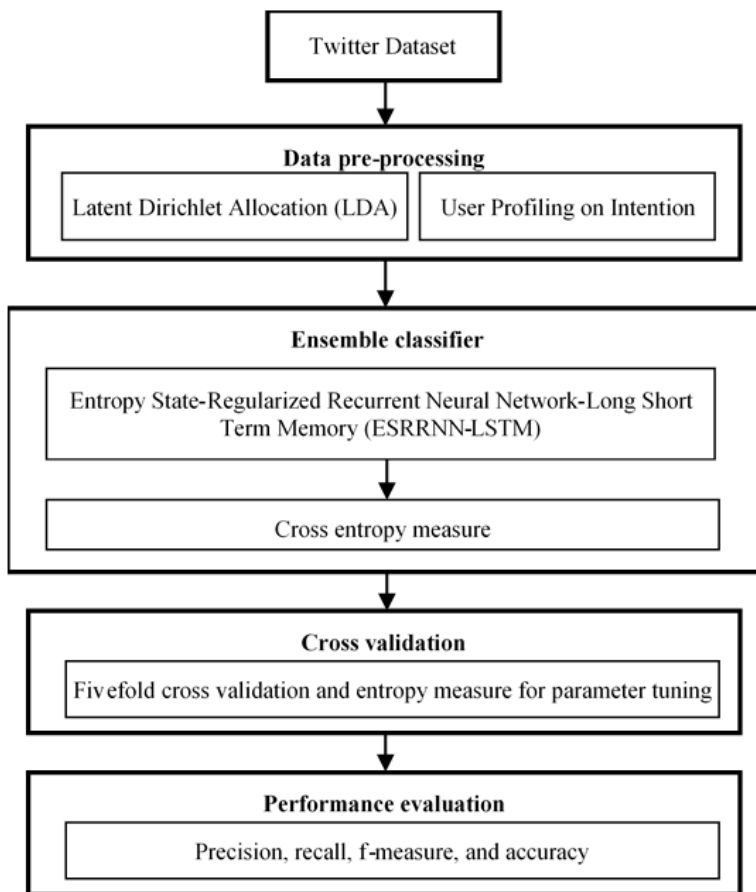 Twitter Dataset
Data pre-processing
Latent Dirichlet Allocation (LDA)
User Profiling on Intention
Ensemble classifier
Entropy State-Regularized Recurrent Neural Network-Long Short
Term Memory (ESRRNN-LSTM)
Cross entropy measure
Cross validation
Fivefold cross validation and entropy measure for parameter tuning
Performance evaluation
Precision, recall, f-measure, and accuracy